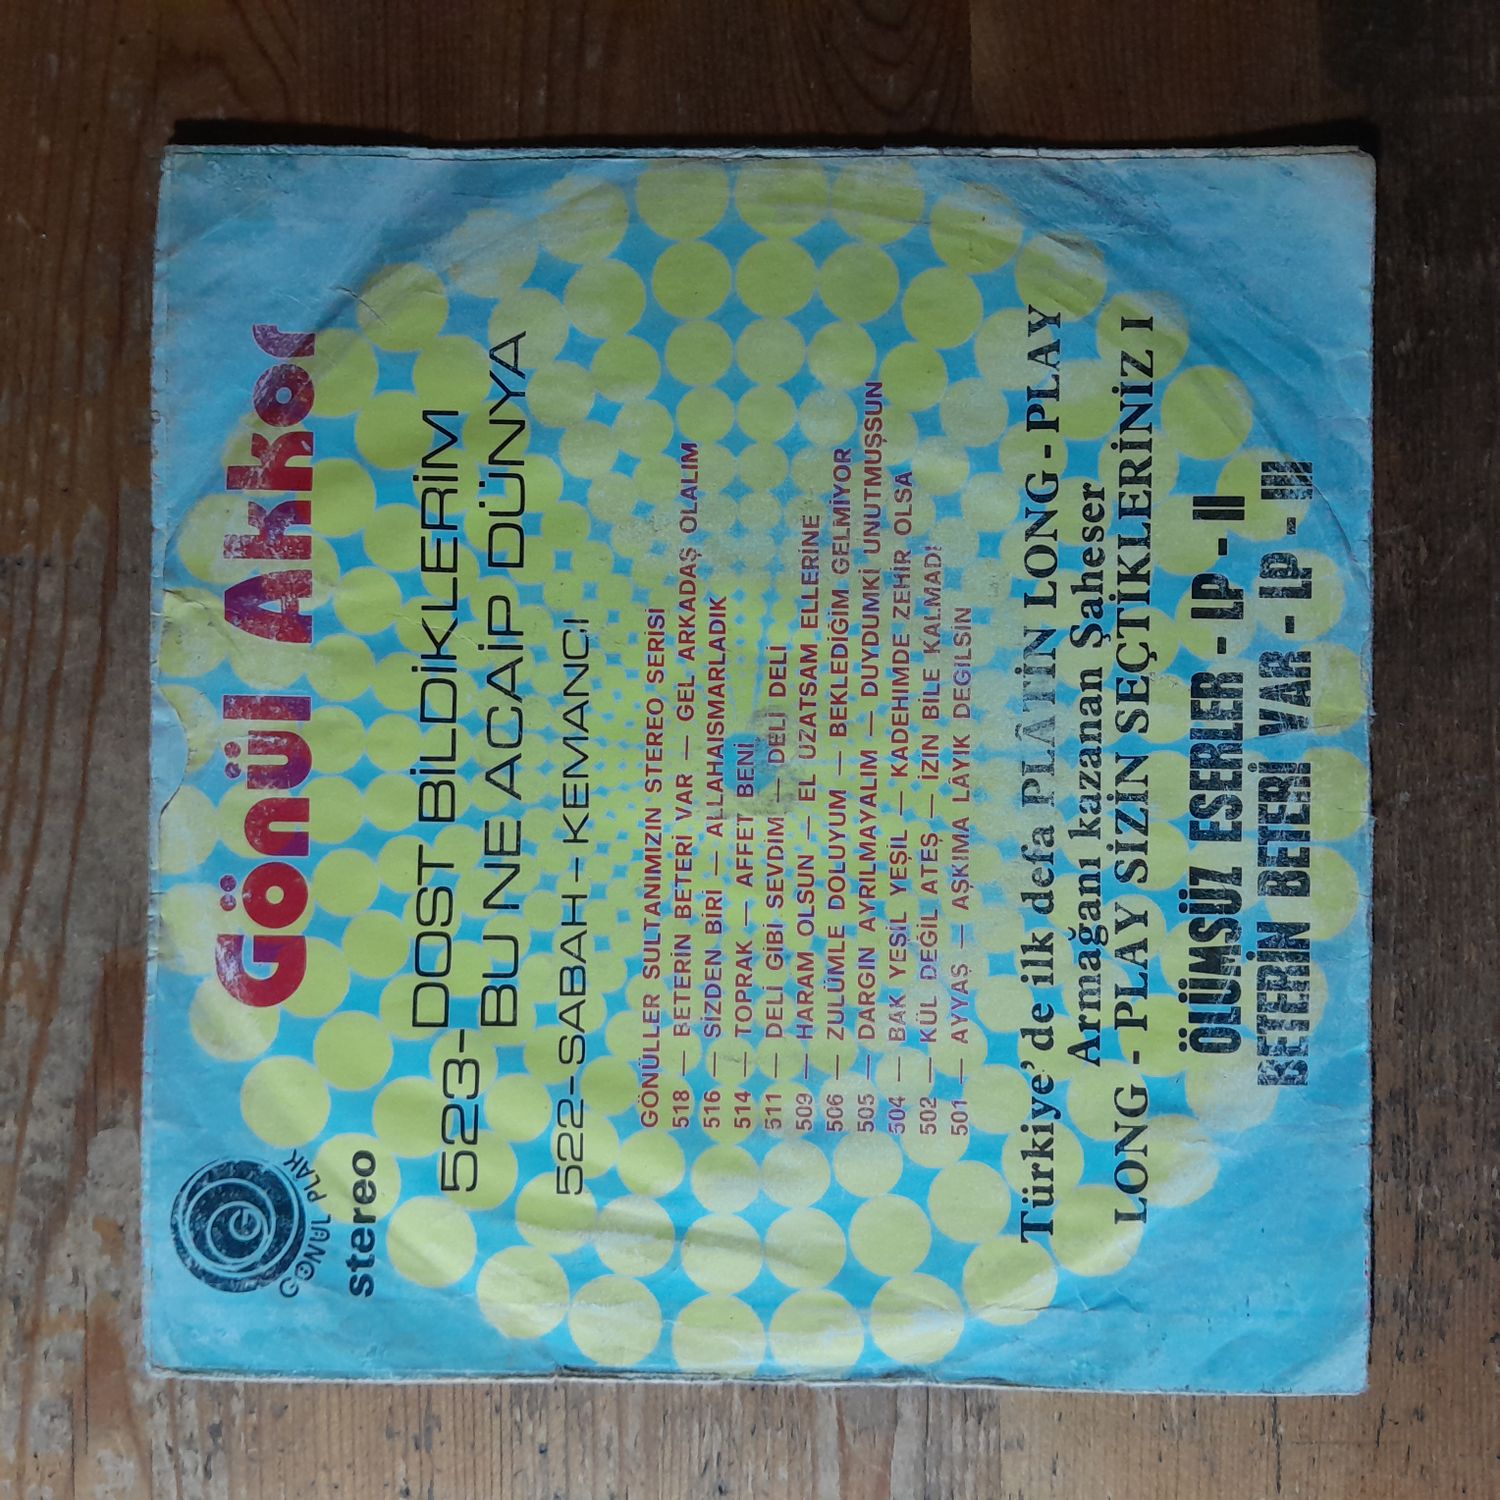 GONÜL PLAK
stereo
Gönül Akkor
523- DOST BİLDİKLERİM
BU NE ACAİP DÜNYA
522-SABAH-KEMANÇI
GÖNÜLLER SULTANIMIZIN STEREO SERİSİ
518 — BETERİN BETERİ VAR — GEL ARKADAŞ OLALIM
516 — SİZDEN BİRİ — ALLAHAISMARLADIK
514 — TOPRAK — AFFET BENİ
511 — DELİ GİBİ SEVDİM — DELİ DELİ
509 — HARAM OLSUN — EL UZATSAM ELLERİNE
506 — ZULÜMLE DOLUYUM — BEKLEDİĞİM GELMİYOR
505 — DARGIN AYRILMAYALIM — DUYDUMKİ UNUTMUŞSUN
504 — BAK YEŞİL YEŞİL — KADEHIMDE ZEHİR OLSA
502 — KÜL DEĞİL ATEŞ — İZİN BİLE KALMADI
501 — AYYAŞ — AŞKIMA LAYIK DEĞİLSİN
Türkiye'de ilk defa PLATİN LONG-PLAY
Armağanı kazanan Şaheser
LONG-PLAY SİZİN SEÇTİKLERİNİZ I
ÖLÜMSÜZ ESERLER-LP-II
BETERİN BETERİ VAR-LP-III